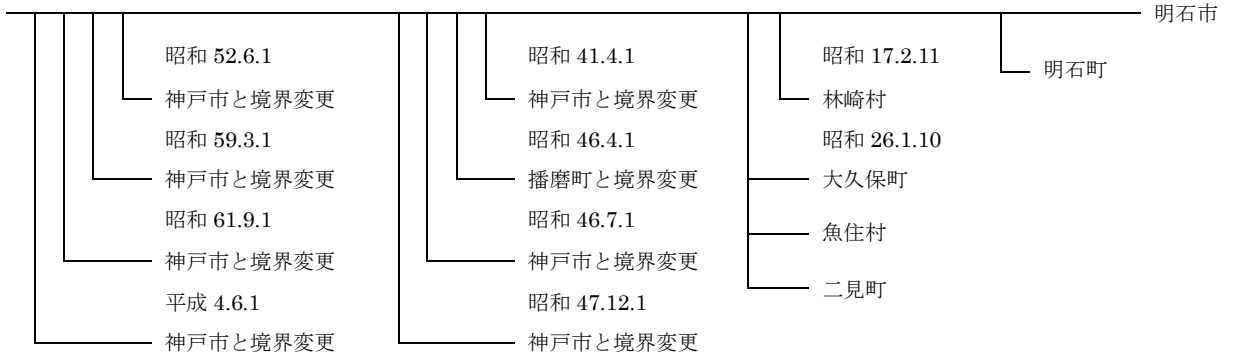 明石市
明石町
昭和 17.2.11
林崎村
昭和 26.1.10
大久保町
魚住村
二見町
昭和 41.4.1
神戸市と境界変更
昭和 46.4.1
播磨町と境界変更
昭和 46.7.1
神戸市と境界変更
昭和 47.12.1
神戸市と境界変更
昭和 52.6.1
神戸市と境界変更
昭和 59.3.1
神戸市と境界変更
昭和 61.9.1
神戸市と境界変更
平成 4.6.1
神戸市と境界変更